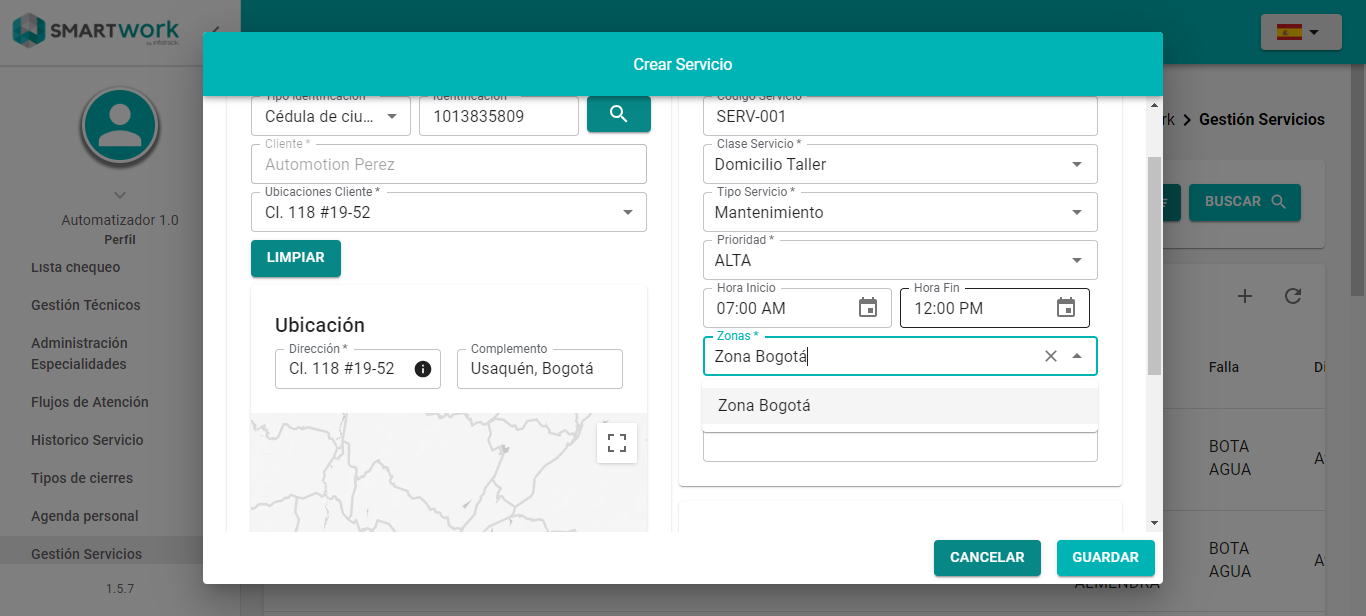 SMARTWORK
by infotrack
Crear Servicio
rk > Gestión Servicios
BUSCAR
Automatizador 1.0
Perfil
Lista chequeo
Gestión Técnicos
Administración
Especialidades
Flujos de Atención
Historico Servicio
Tipos de cierres
Agenda personal
Gestión Servicios
1.5.7
Tipo Identificación
Cédula de ciu...
Identificación
1013835809
Cliente *
Automotion Perez
Ubicaciones Cliente *
Cl. 118 #19-52
LIMPIAR
Ubicación
Dirección *
Cl. 118 #19-52
Complemento
Usaquén, Bogotá
Código Servicio
SERV-001
Clase Servicio *
Domicilio Taller
Tipo Servicio *
Mantenimiento
Prioridad *
ALTA
Hora Inicio
07:00 AM
Hora Fin
12:00 PM
Zonas *
Zona Bogotá
Zona Bogotá
CANCELAR
GUARDAR
Falla
Di
BOTA
AGUA
A
BOTA
AGUA
A
ALMENDRA